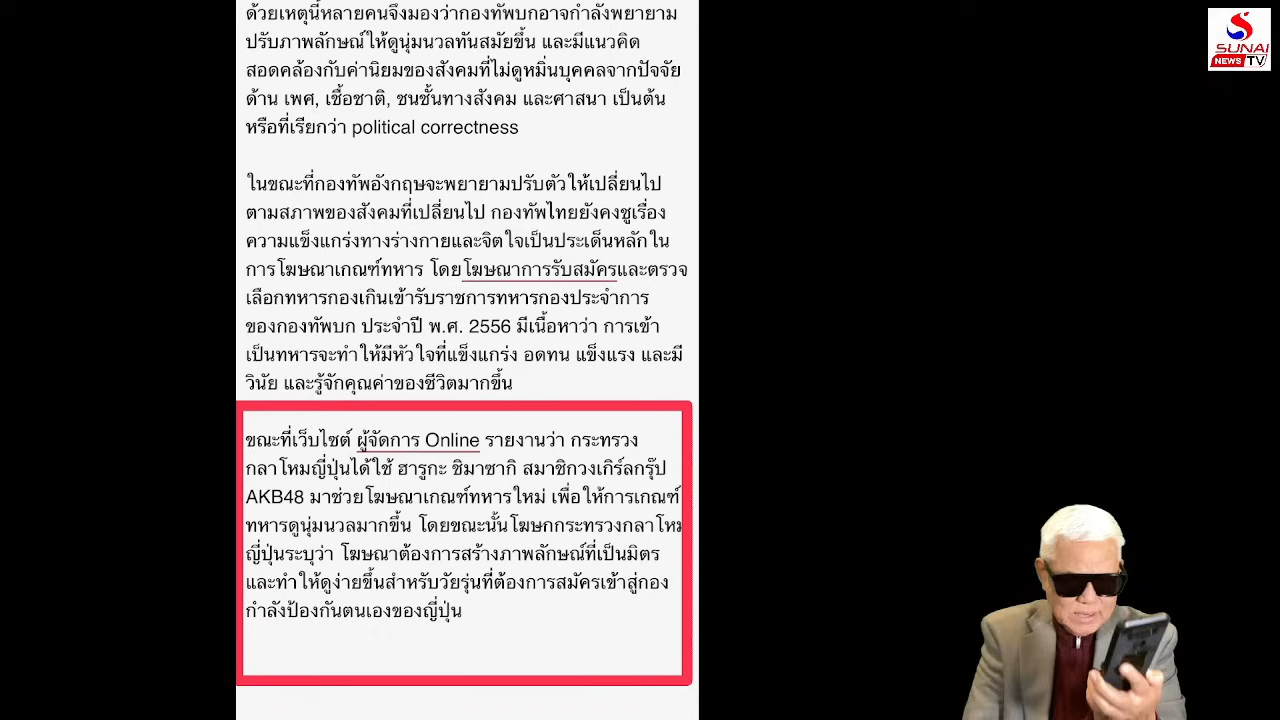 ด้วยเหตุนี้หลายคนจึงมองว่ากองทัพบกอาจกำลังพยายาม
ปรับภาพลักษณ์ให้ดูนุ่มนวลทันสมัยขึ้น และมีแนวคิด
สอดคล้องกับค่านิยมของสังคมที่ไม่ดูหมิ่นบุคคลจากปัจจัย
ด้าน เพศ, เชื้อชาติ, ชนชั้นทางสังคม และศาสนา เป็นต้น
หรือที่เรียกว่า political correctness
ในขณะที่กองทัพอังกฤษจะพยายามปรับตัวให้เปลี่ยนไป
ตามสภาพของสังคมที่เปลี่ยนไป กองทัพไทยยังคงชูเรื่อง
ความแข็งแกร่งทางร่างกายและจิตใจเป็นประเด็นหลักใน
การโฆษณาเกณฑ์ทหาร โดยโฆษณาการรับสมัครและตรวจ
เลือกทหารกองเกินเข้ารับราชการทหารกองประจำการ
ของกองทัพบก ประจำปี พ.ศ. 2556 มีเนื้อหาว่า การเข้า
เป็นทหารจะทำให้มีหัวใจที่แข็งแกร่ง อดทน แข็งแรง และมี
วินัย และรู้จักคุณค่าของชีวิตมากขึ้น
ขณะที่เว็บไซต์ ผู้จัดการ Online รายงานว่า กระทรวง
กลาโหมญี่ปุ่นได้ใช้ ฮารูกะ ชิมาซากิ สมาชิกวงเกิร์ลกรุ๊ป
AKB48 มาช่วยโฆษณาเกณฑ์ทหารใหม่ เพื่อให้การเกณฑ์
ทหารดูนุ่มนวลมากขึ้น โดยขณะนั้นโฆษกกระทรวงกลาโหม
ญี่ปุ่นระบุว่า โฆษณาต้องการสร้างภาพลักษณ์ที่เป็นมิตร
และทำให้ดูง่ายขึ้นสำหรับวัยรุ่นที่ต้องการสมัครเข้าสู่กอง
กำลังป้องกันตนเองของญี่ปุ่น
SUNAI
NEWS TV